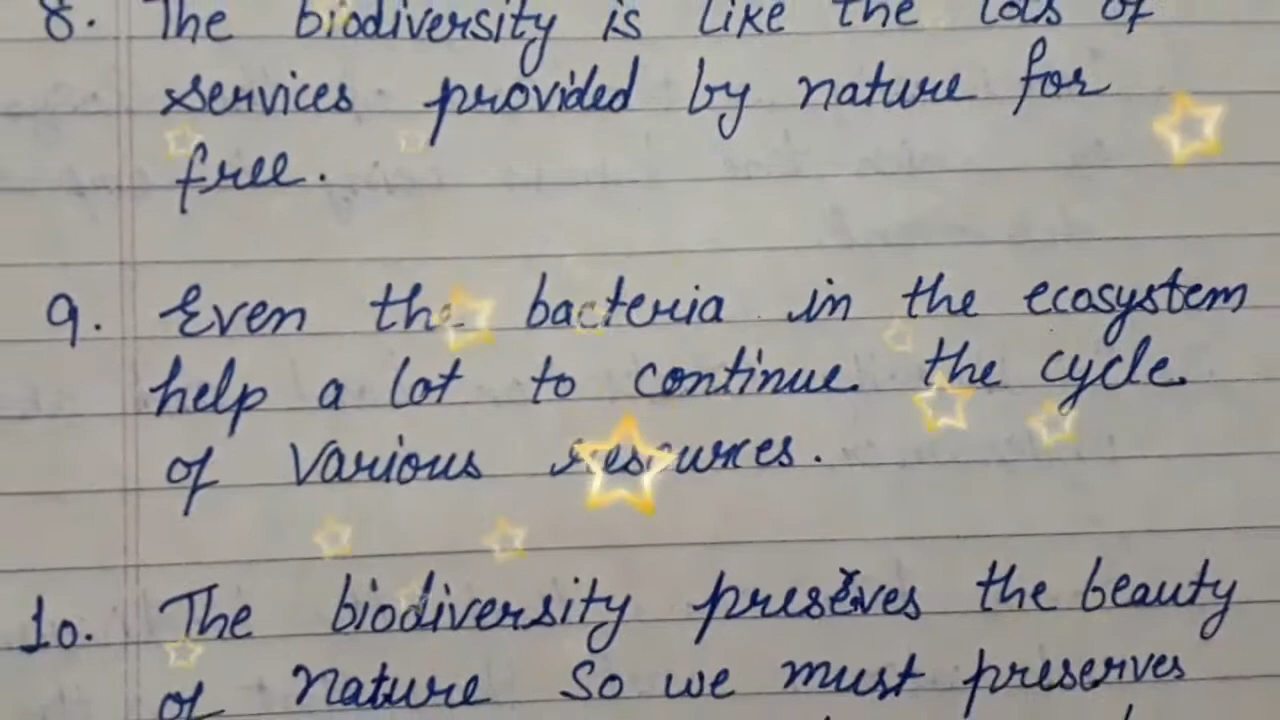 8. The biodiversity is like the lots of
services provided by nature for
free.
9. Even the bacteria in the ecosystem
help a lot to continue the cycle
of various resources.
10. The biodiversity preserves the beauty
of nature So we must preserves